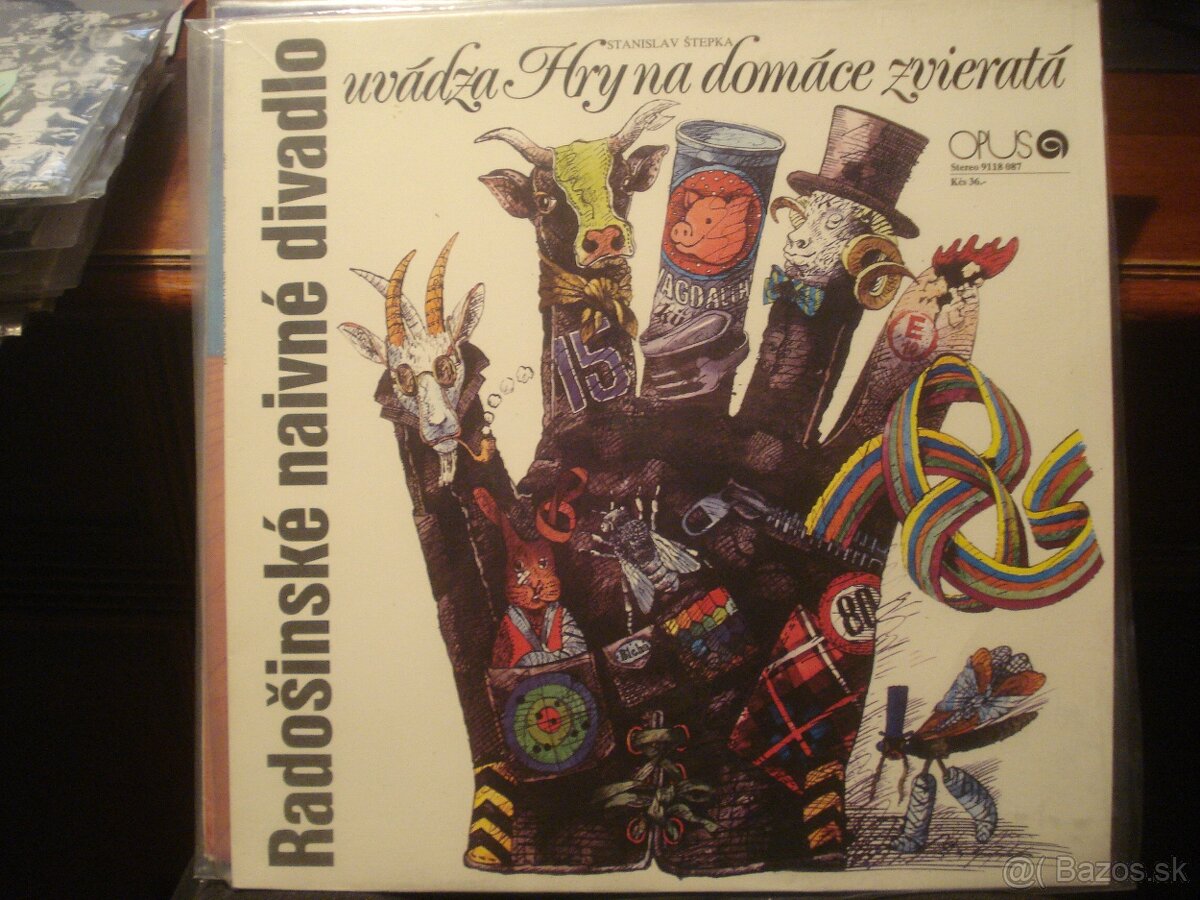 STANISLAV ŠTEPKA
uvádza Hry na domáce zvieratá
Radošinské naivné divadlo
OPUS
Stereo 9118 087
Kčs 36,-
E
15
80
Blcha
@( Bazos.sk